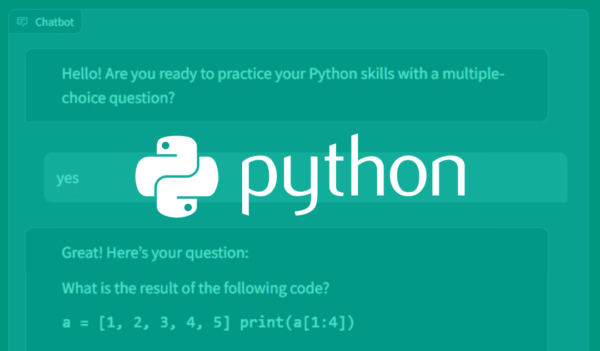 Chatbot
Hello! Are you ready to practice your Python skills with a multiple-
choice question?
yes
python
Great! Here's your question:
What is the result of the following code?
a = [1, 2, 3, 4, 5] print(a[1:4])